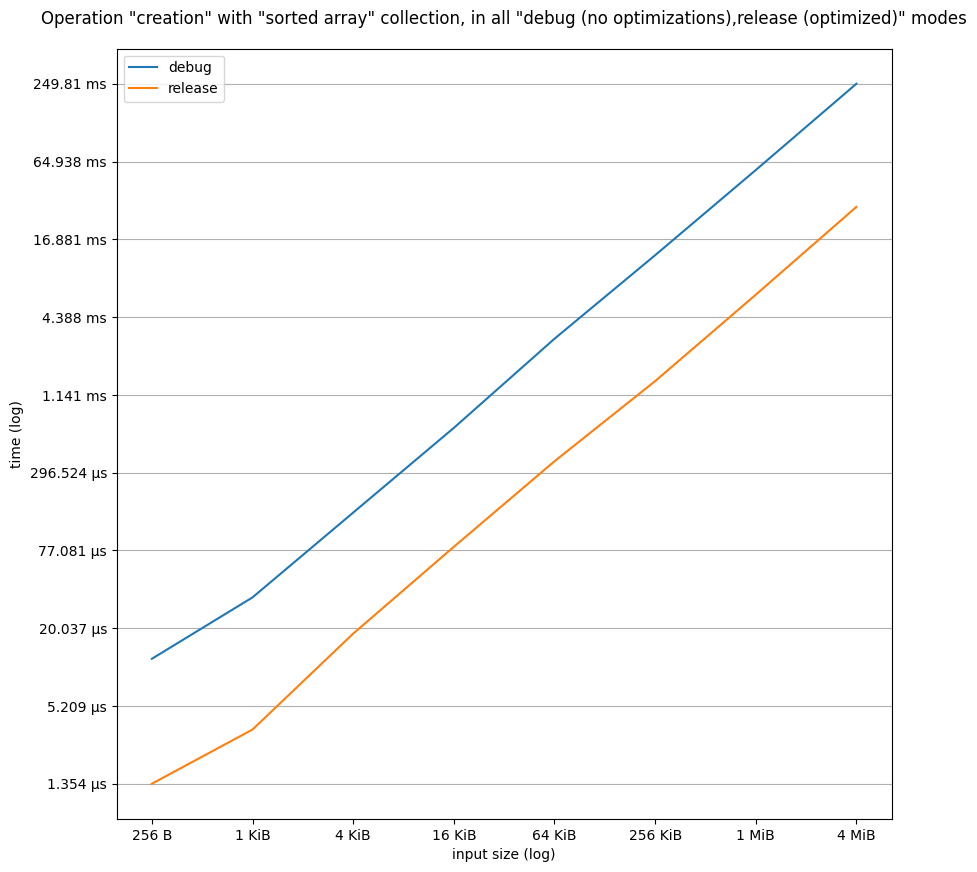 Operation "creation" with "sorted array" collection, in all "debug (no optimizations),release (optimized)" modes
debug
release
249.81 ms
64.938 ms
16.881 ms
4.388 ms
1.141 ms
296.524 µs
77.081 µs
20.037 µs
5.209 µs
1.354 µs
time (log)
256 B
1 KiB
4 KiB
16 KiB
64 KiB
256 KiB
1 MiB
4 MiB
input size (log)